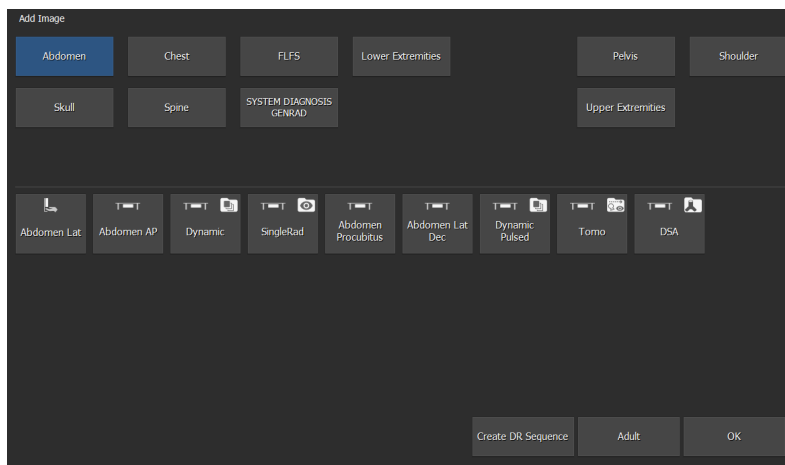 Add Image
Abdomen
Chest
FLFS
Lower Extremities
Pelvis
Shoulder
Skull
Spine
SYSTEM DIAGNOSIS
GENRAD
Upper Extremities
Abdomen Lat
Abdomen AP
Dynamic
SingleRad
Abdomen
Procubitus
Abdomen Lat
Dec
Dynamic
Pulsed
Tomo
DSA
Create DR Sequence
Adult
OK